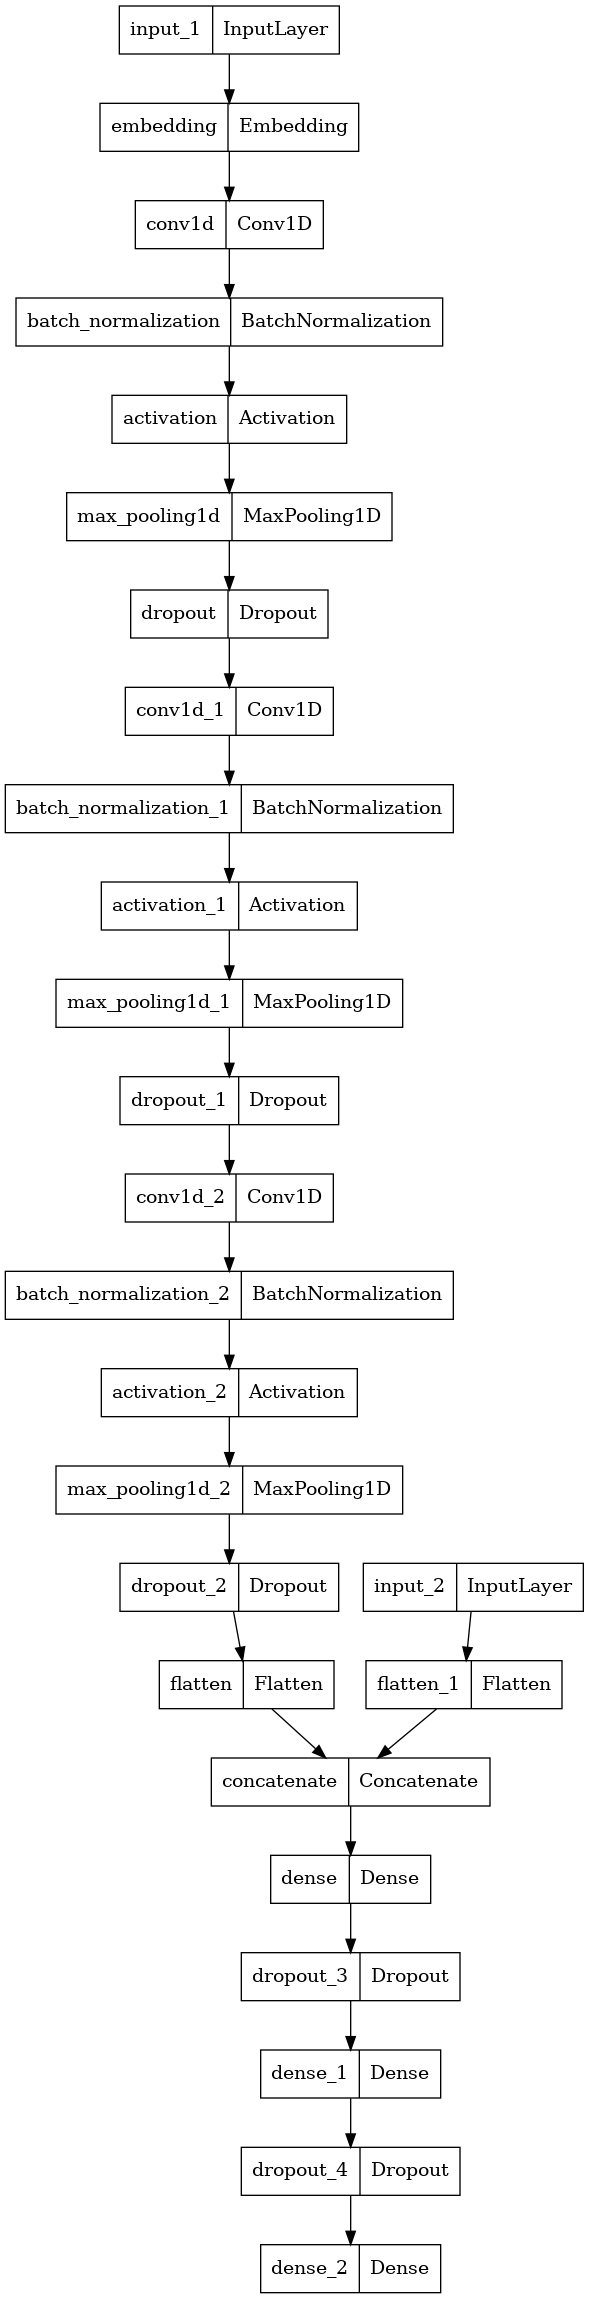 input_1 InputLayer
embedding Embedding
conv1d Conv1D
batch_normalization BatchNormalization
activation Activation
max_pooling1d MaxPooling1D
dropout Dropout
conv1d_1 Conv1D
batch_normalization_1 BatchNormalization
activation_1 Activation
max_pooling1d_1 MaxPooling1D
dropout_1 Dropout
conv1d_2 Conv1D
batch_normalization_2 BatchNormalization
activation_2 Activation
max_pooling1d_2 MaxPooling1D
dropout_2 Dropout input_2 InputLayer
flatten Flatten flatten_1 Flatten
concatenate Concatenate
dense Dense
dropout_3 Dropout
dense_1 Dense
dropout_4 Dropout
dense_2 Dense